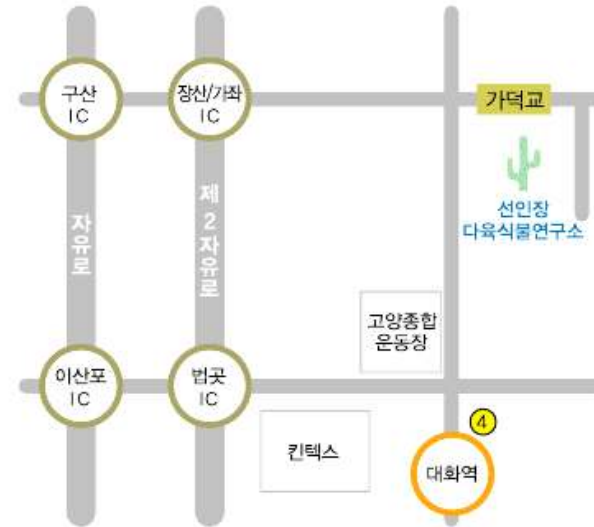 구산
IC
장산/가좌
IC
가덕교
선인장
다육식물연구소
자유로
제2자유로
고양종합
운동장
이산포
IC
법곳
IC
킨텍스
4
대화역